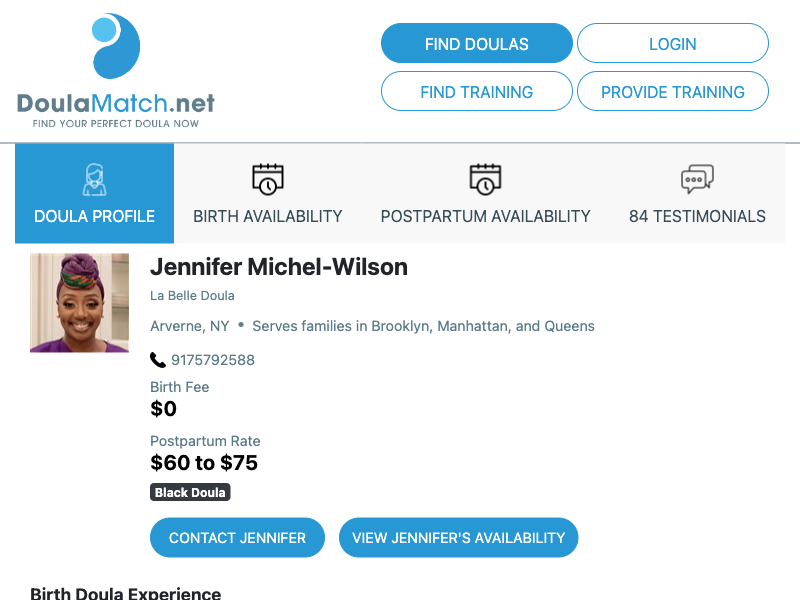 DoulaMatch.net
FIND YOUR PERFECT DOULA NOW
FIND DOULAS
LOGIN
FIND TRAINING
PROVIDE TRAINING
DOULA PROFILE
BIRTH AVAILABILITY
POSTPARTUM AVAILABILITY
84 TESTIMONIALS
Jennifer Michel-Wilson
La Belle Doula
Arverne, NY • Serves families in Brooklyn, Manhattan, and Queens
9175792588
Birth Fee
$0
Postpartum Rate
$60 to $75
Black Doula
CONTACT JENNIFER
VIEW JENNIFER'S AVAILABILITY
Birth Doula Experience